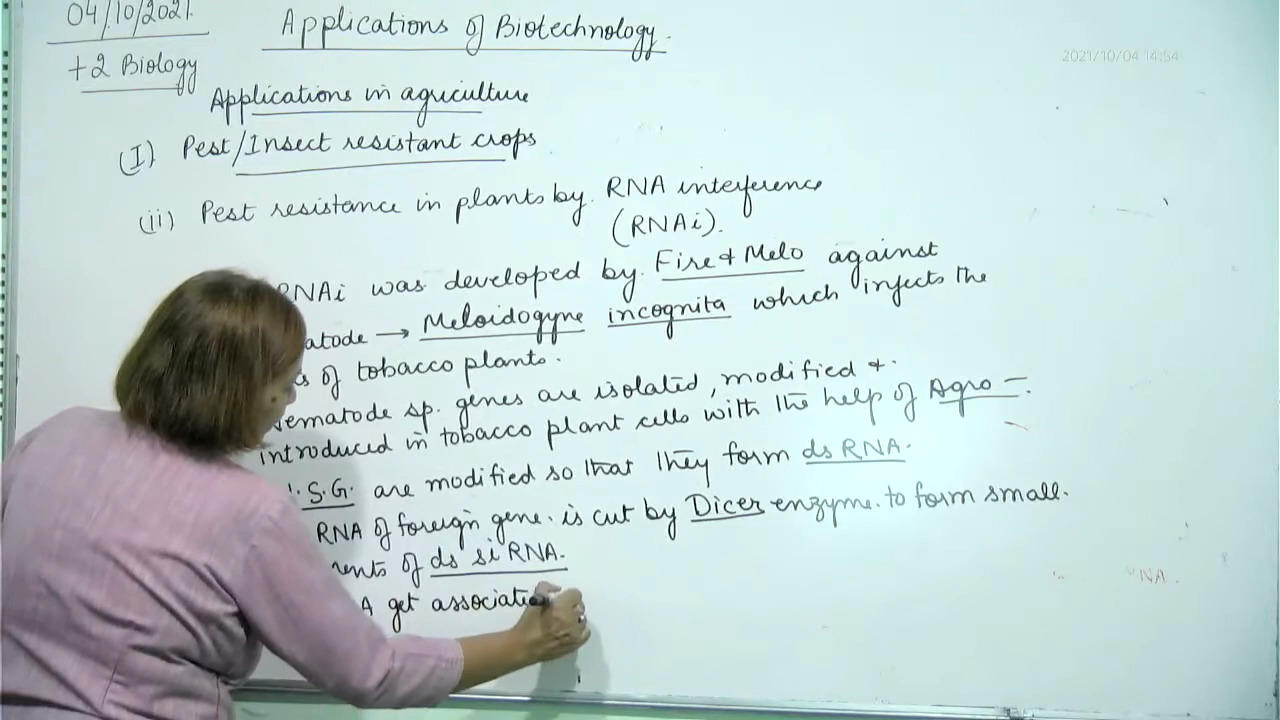 04/10/2021.
Applications of Biotechnology.
2021/10/04 14:54
+2 Biology
Applications in agriculture
(I) Pest/Insect resistant crops
(ii) Pest resistance in plants by RNA interference
(RNAi).
RNAi was developed by Fire & Melo against
atode → Meloidogyne incognita which infects the
s of tobacco plants.
Nematode sp. genes are isolated, modified &
introduced in tobacco plant cells with the help of Agro –.
S.G. are modified so that they form ds RNA.
RNA of foreign gene is cut by Dicer enzyme to form small
ments of ds si RNA.
A get associati
NA.